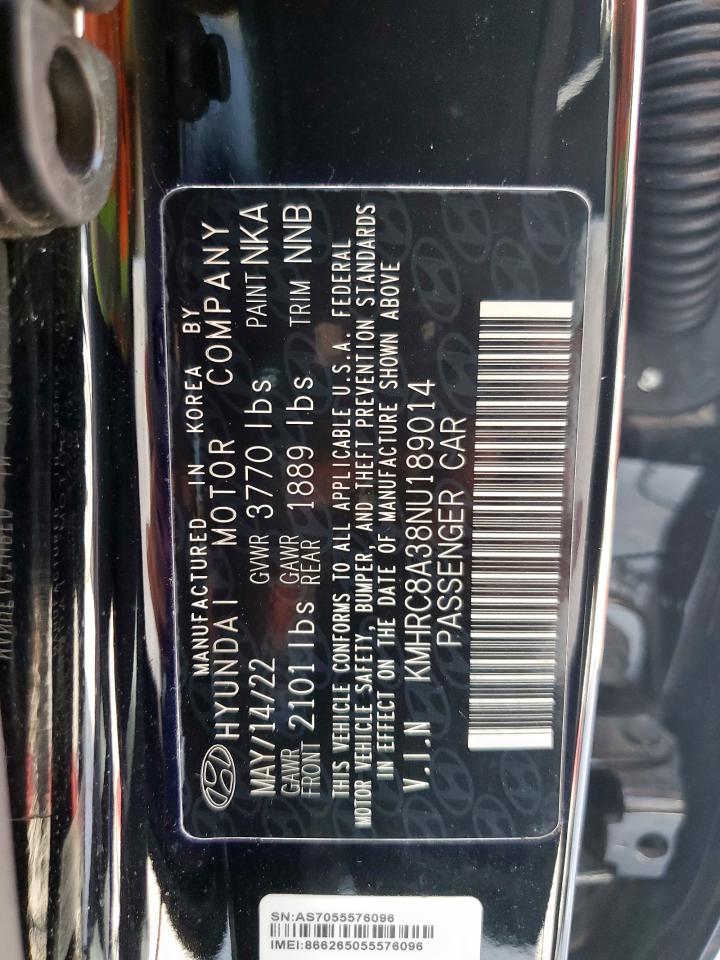 MANUFACTURED IN KOREA BY
HYUNDAI MOTOR COMPANY
MAY/14/22 GVWR 3770 lbs PAINT NKA
GAWR FRONT 2101 lbs GAWR REAR 1889 lbs TRIM NNB
THIS VEHICLE CONFORMS TO ALL APPLICABLE U.S.A. FEDERAL
MOTOR VEHICLE SAFETY, BUMPER, AND THEFT PREVENTION STANDARDS
IN EFFECT ON THE DATE OF MANUFACTURE SHOWN ABOVE
V.I.N KMHRC8A38NU189014
PASSENGER CAR
SN:AS7055576096
IMEI:866265055576096